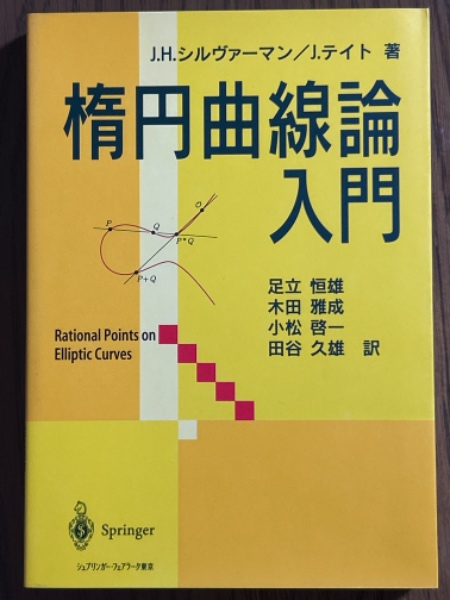 J.H.シルヴァーマン／J.テイト 著
楕円曲線論
入門
O
P
Q
P*Q
P+Q
足立 恒雄
木田 雅成
小松 啓一
田谷 久雄 訳
Rational Points on
Elliptic Curves
Springer
シュプリンガー・フェアラーク東京